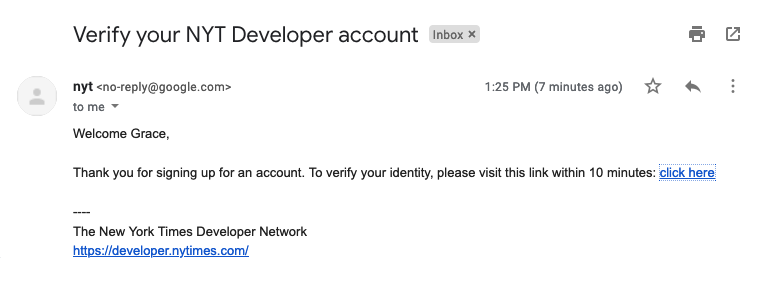 Verify your NYT Developer account Inbox ×
nyt <no-reply@google.com> 1:25 PM (7 minutes ago)
to me
Welcome Grace,
Thank you for signing up for an account. To verify your identity, please visit this link within 10 minutes: click here
----
The New York Times Developer Network
https://developer.nytimes.com/